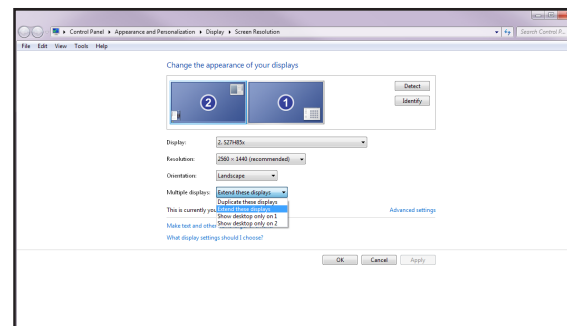 Control Panel ▸ Appearance and Personalization ▸ Display ▸ Screen Resolution
Search Control P...
File Edit View Tools Help
Change the appearance of your displays
2 1
Detect
Identify
Display: 2. S27H85x
Resolution: 2560 × 1440 (recommended)
Orientation: Landscape
Multiple displays: Extend these displays
Duplicate these displays
Extend these displays
Show desktop only on 1
Show desktop only on 2
This is currently you
Advanced settings
Make text and other
What display settings should I choose?
OK Cancel Apply